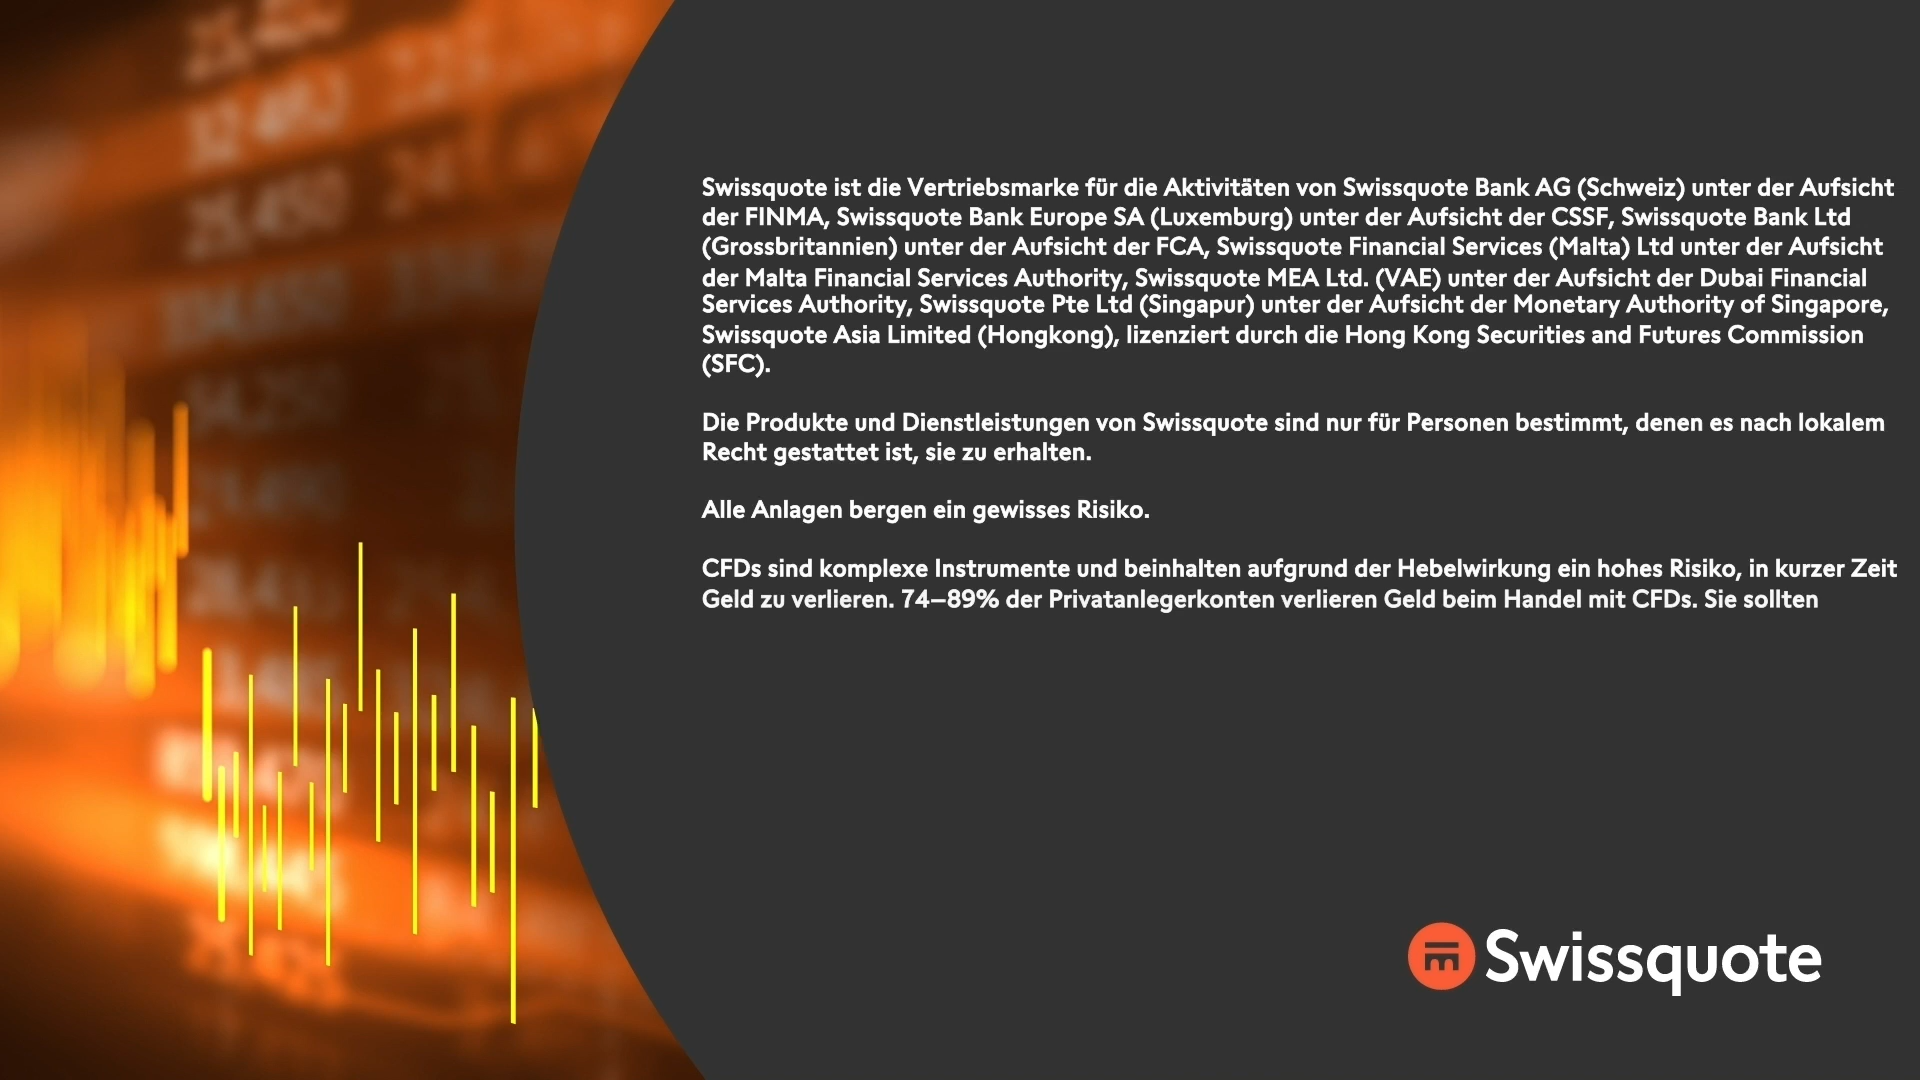 Swissquote ist die Vertriebsmarke für die Aktivitäten von Swissquote Bank AG (Schweiz) unter der Aufsicht
der FINMA, Swissquote Bank Europe SA (Luxemburg) unter der Aufsicht der CSSF, Swissquote Bank Ltd
(Grossbritannien) unter der Aufsicht der FCA, Swissquote Financial Services (Malta) Ltd unter der Aufsicht
der Malta Financial Services Authority, Swissquote MEA Ltd. (VAE) unter der Aufsicht der Dubai Financial
Services Authority, Swissquote Pte Ltd (Singapur) unter der Aufsicht der Monetary Authority of Singapore,
Swissquote Asia Limited (Hongkong), lizenziert durch die Hong Kong Securities and Futures Commission
(SFC).
Die Produkte und Dienstleistungen von Swissquote sind nur für Personen bestimmt, denen es nach lokalem
Recht gestattet ist, sie zu erhalten.
Alle Anlagen bergen ein gewisses Risiko.
CFDs sind komplexe Instrumente und beinhalten aufgrund der Hebelwirkung ein hohes Risiko, in kurzer Zeit
Geld zu verlieren. 74–89% der Privatanlegerkonten verlieren Geld beim Handel mit CFDs. Sie sollten
Swissquote